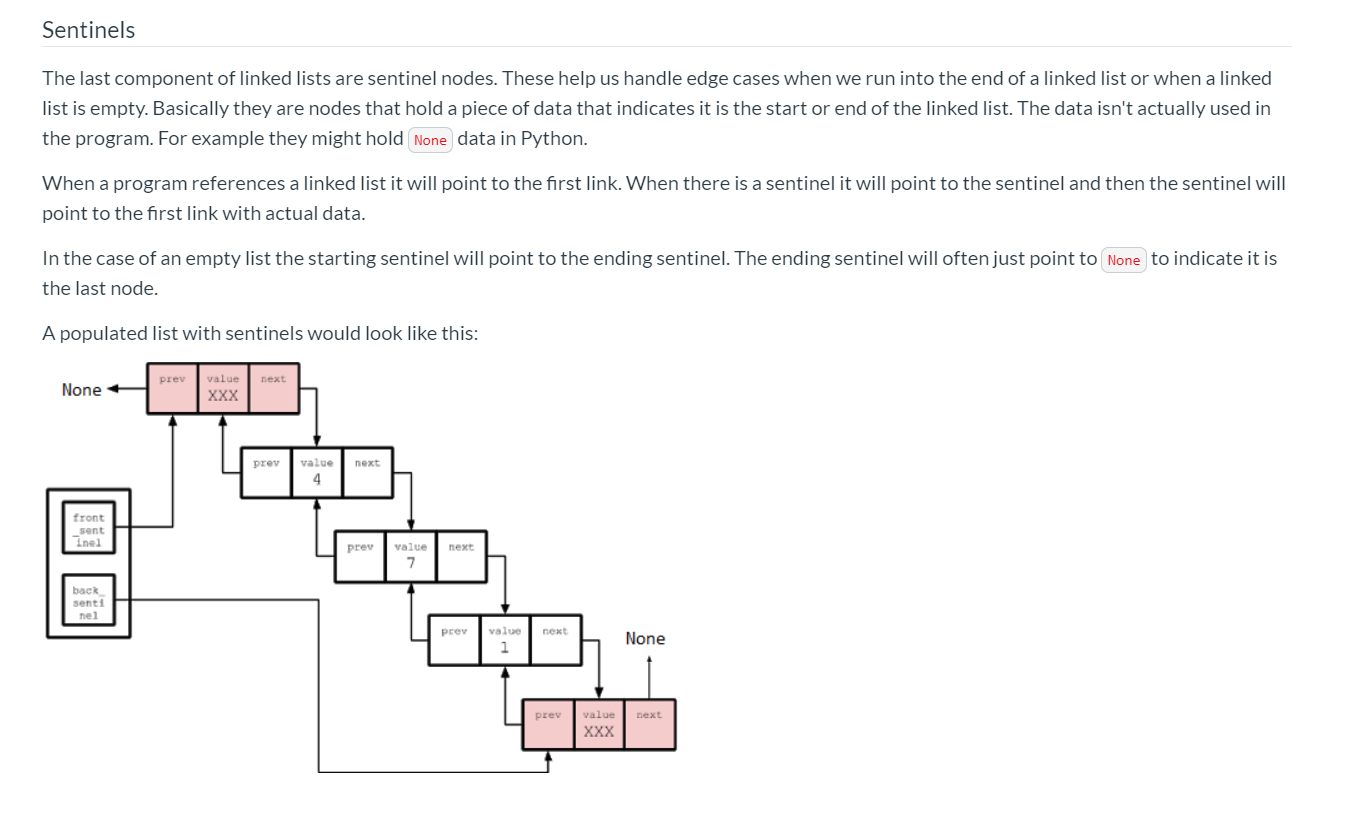 Sentinels
The last component of linked lists are sentinel nodes. These help us handle edge cases when we run into the end of a linked list or when a linked
list is empty. Basically they are nodes that hold a piece of data that indicates it is the start or end of the linked list. The data isn't actually used in
the program. For example they might hold None data in Python.
When a program references a linked list it will point to the first link. When there is a sentinel it will point to the sentinel and then the sentinel will
point to the first link with actual data.
In the case of an empty list the starting sentinel will point to the ending sentinel. The ending sentinel will often just point to None to indicate it is
the last node.
A populated list with sentinels would look like this:
None
prev value next
XXX
prev value next
4
front
_sent
inel
prev value next
7
back_
senti
nel
prev value next
1
None
prev value next
XXX